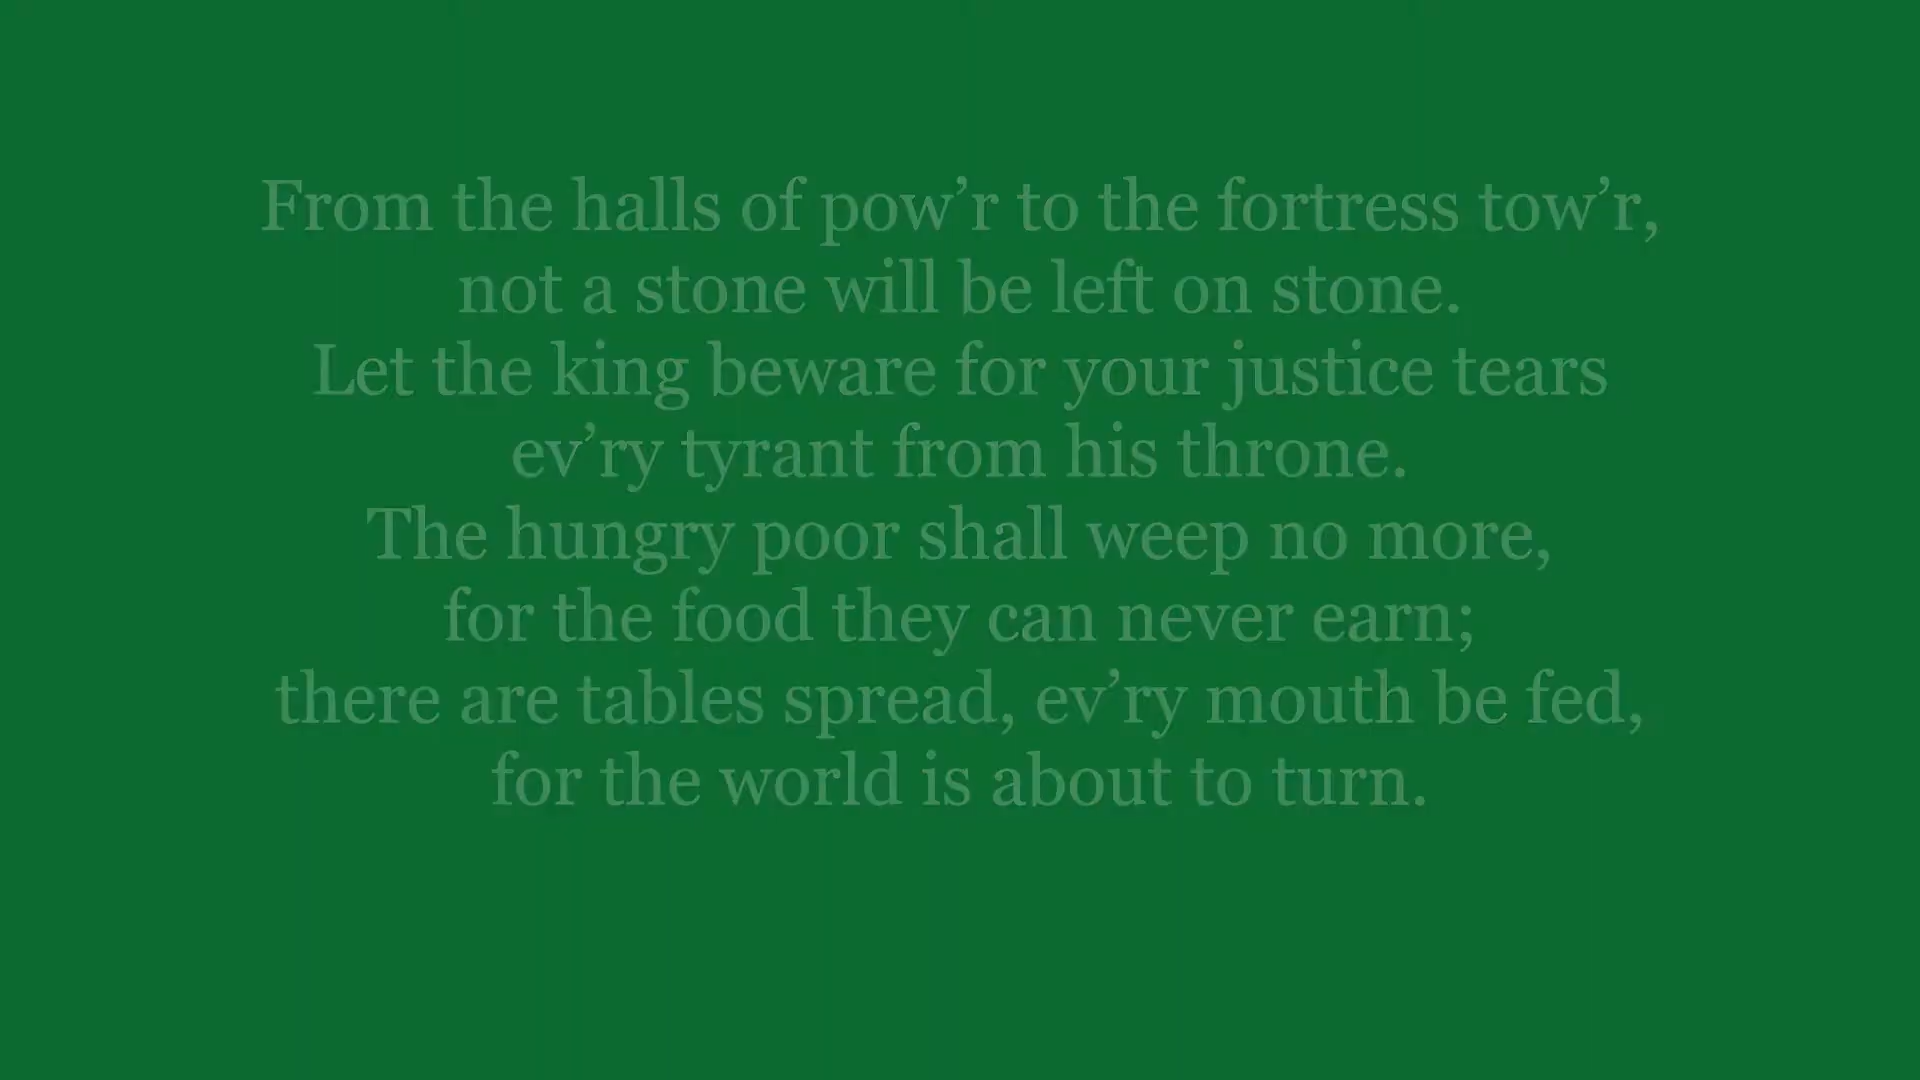 From the halls of pow’r to the fortress tow’r,
not a stone will be left on stone.
Let the king beware for your justice tears
ev’ry tyrant from his throne.
The hungry poor shall weep no more,
for the food they can never earn;
there are tables spread, ev’ry mouth be fed,
for the world is about to turn.